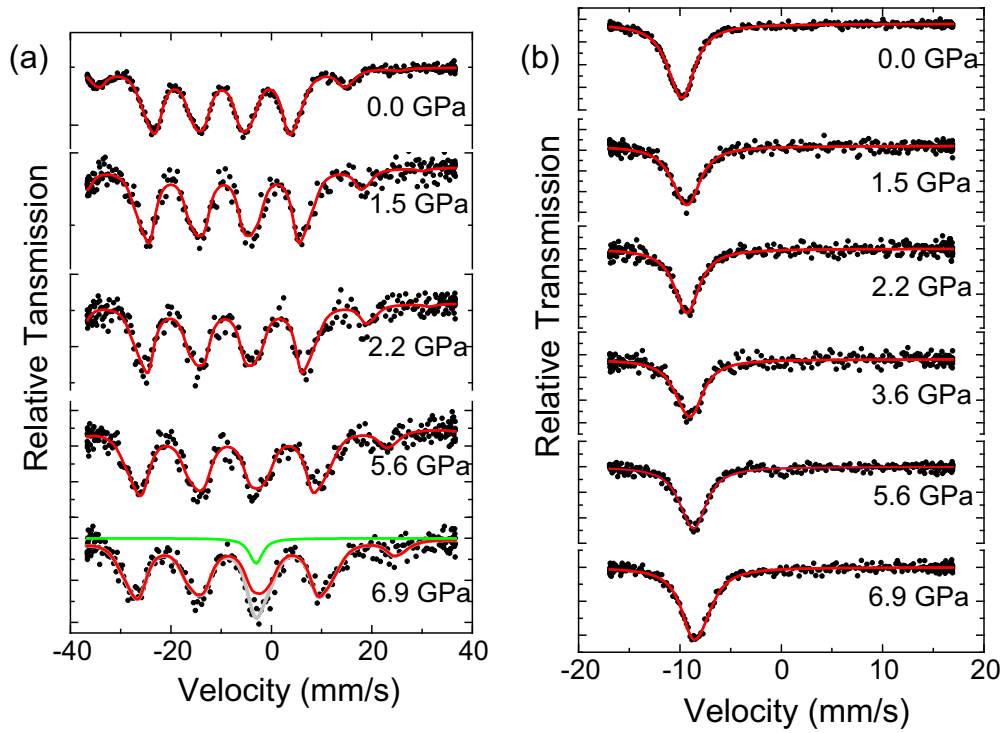 (a)
Relative Tansmission
0.0 GPa
1.5 GPa
2.2 GPa
5.6 GPa
6.9 GPa
-40
-20
0
20
40
Velocity (mm/s)
(b)
Relative Transmission
0.0 GPa
1.5 GPa
2.2 GPa
3.6 GPa
5.6 GPa
6.9 GPa
-20
-10
0
10
20
Velocity (mm/s)